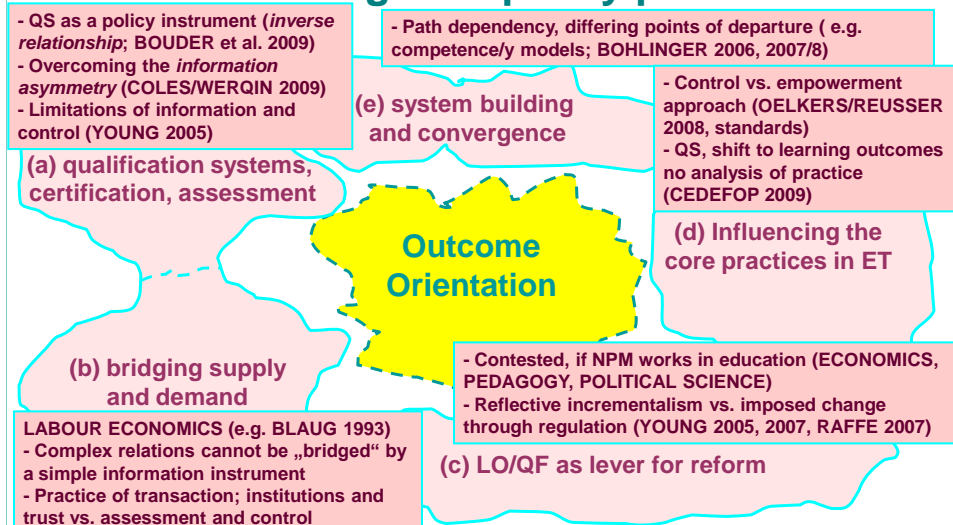 - QS as a policy instrument (inverse
relationship; BOUDER et al. 2009)
- Overcoming the information
asymmetry (COLES/WERQIN 2009)
- Limitations of information and
control (YOUNG 2005)
- Path dependency, differing points of departure ( e.g.
competence/y models; BOHLINGER 2006, 2007/8)
(e) system building
and convergence
- Control vs. empowerment
approach (OELKERS/REUSSER
2008, standards)
- QS, shift to learning outcomes
no analysis of practice
(CEDEFOP 2009)
(a) qualification systems,
certification, assessment
Outcome
Orientation
(d) Influencing the
core practices in ET
(b) bridging supply
and demand
- Contested, if NPM works in education (ECONOMICS,
PEDAGOGY, POLITICAL SCIENCE)
- Reflective incrementalism vs. imposed change
through regulation (YOUNG 2005, 2007, RAFFE 2007)
LABOUR ECONOMICS (e.g. BLAUG 1993)
- Complex relations cannot be „bridged“ by
a simple information instrument
- Practice of transaction; institutions and
trust vs. assessment and control
(c) LO/QF as lever for reform